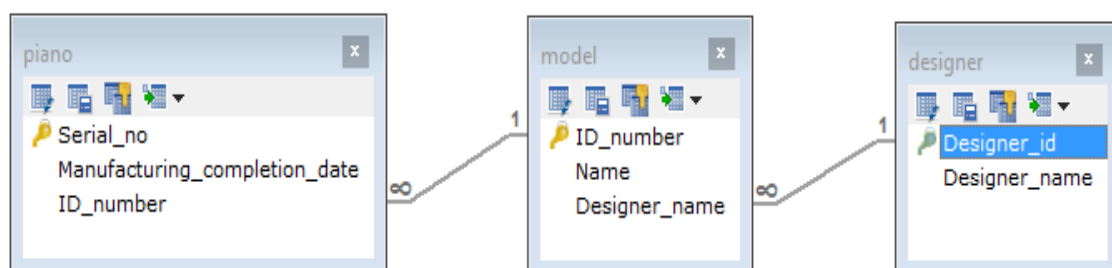 piano
x
Serial_no
Manufacturing_completion_date
ID_number
∞
1
model
x
ID_number
Name
Designer_name
∞
1
designer
x
Designer_id
Designer_name